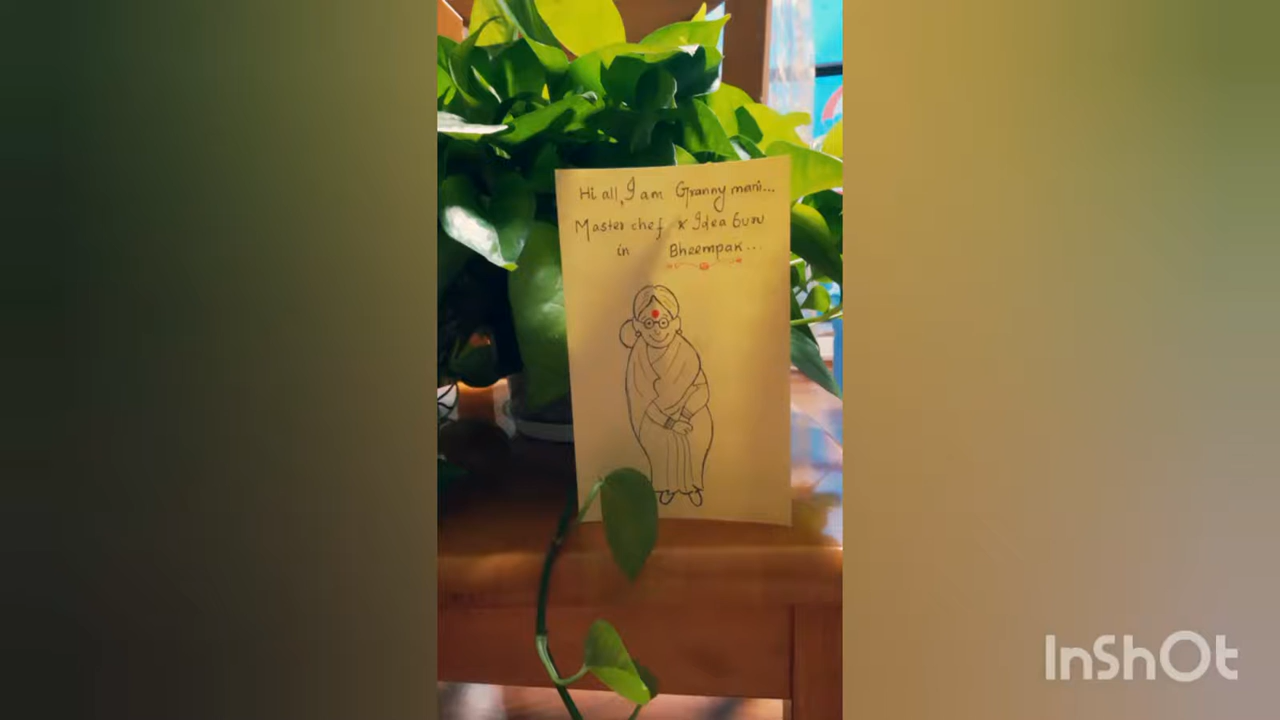 Hi all, I am Granny mani...
Master chef & Idea Guru
in Bheempak...
InShOt